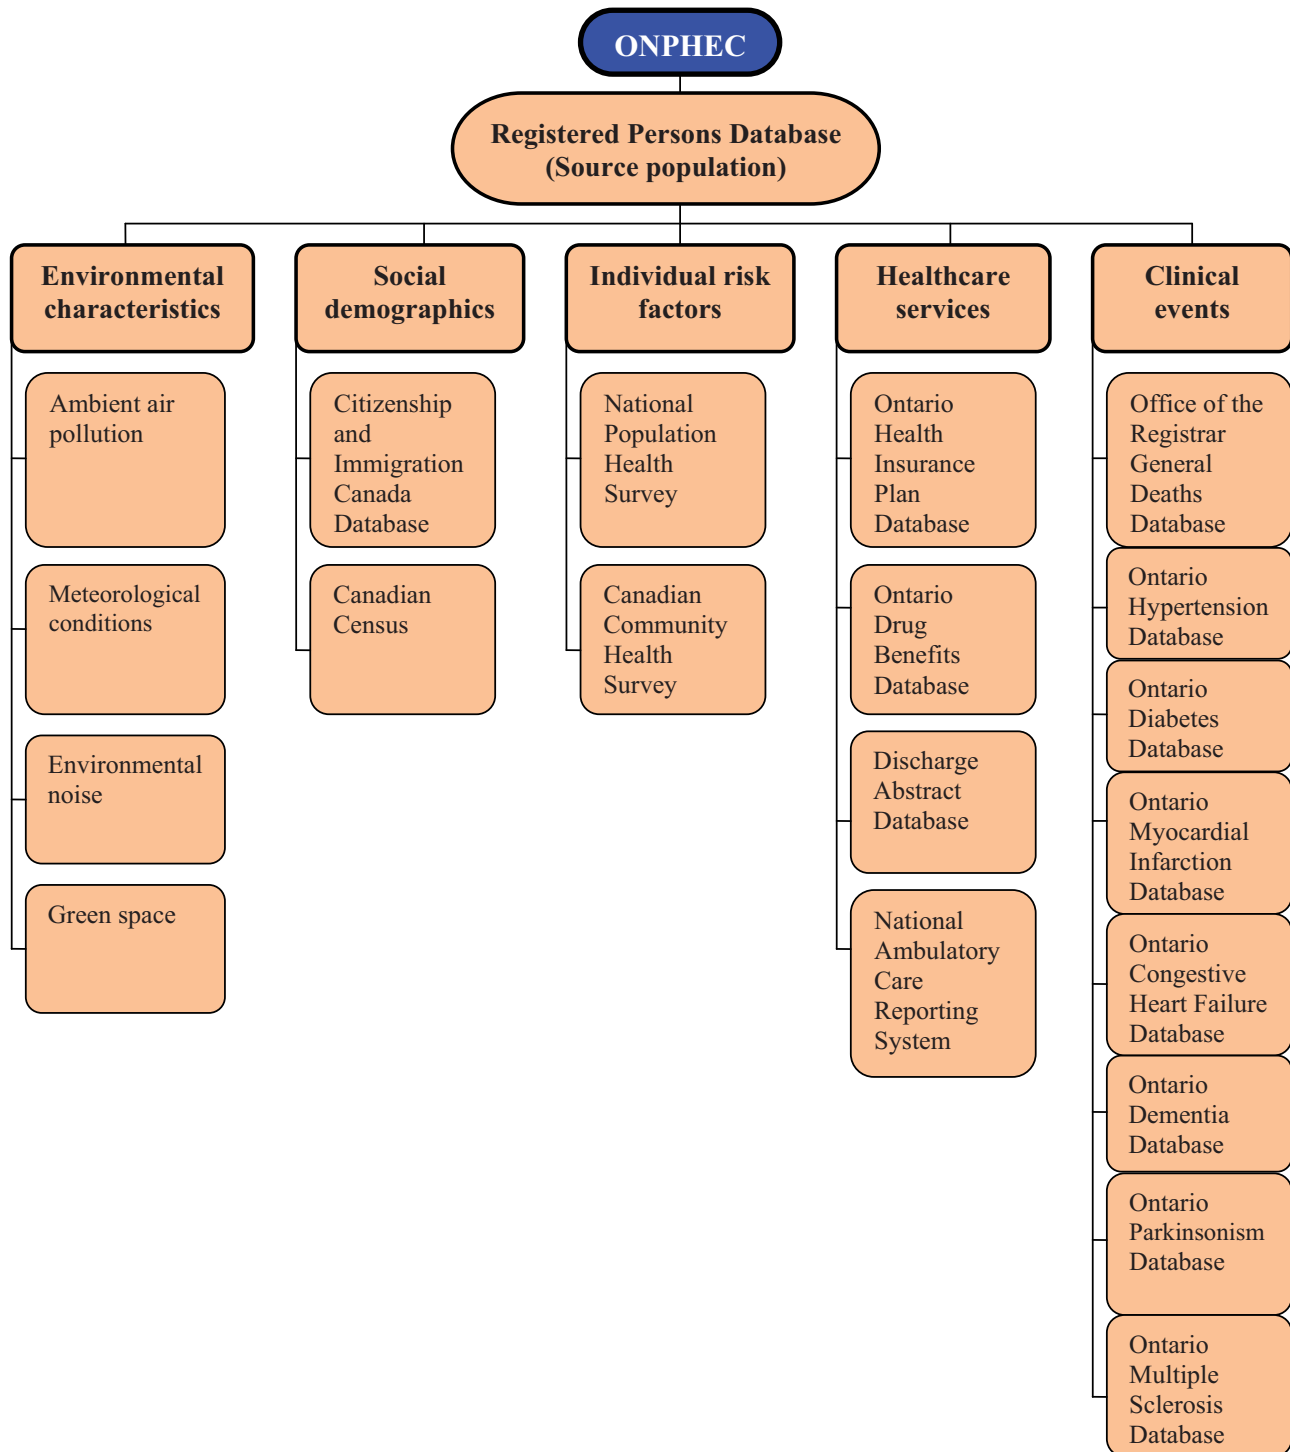 ONPHEC
Registered Persons Database
(Source population)
Environmental
characteristics
Ambient air
pollution
Meteorological
conditions
Environmental
noise
Green space
Social
demographics
Citizenship
and
Immigration
Canada
Database
Canadian
Census
Individual risk
factors
National
Population
Health
Survey
Canadian
Community
Health
Survey
Healthcare
services
Ontario
Health
Insurance
Plan
Database
Ontario
Drug
Benefits
Database
Discharge
Abstract
Database
National
Ambulatory
Care
Reporting
System
Clinical
events
Office of the
Registrar
General
Deaths
Database
Ontario
Hypertension
Database
Ontario
Diabetes
Database
Ontario
Myocardial
Infarction
Database
Ontario
Congestive
Heart Failure
Database
Ontario
Dementia
Database
Ontario
Parkinsonism
Database
Ontario
Multiple
Sclerosis
Database